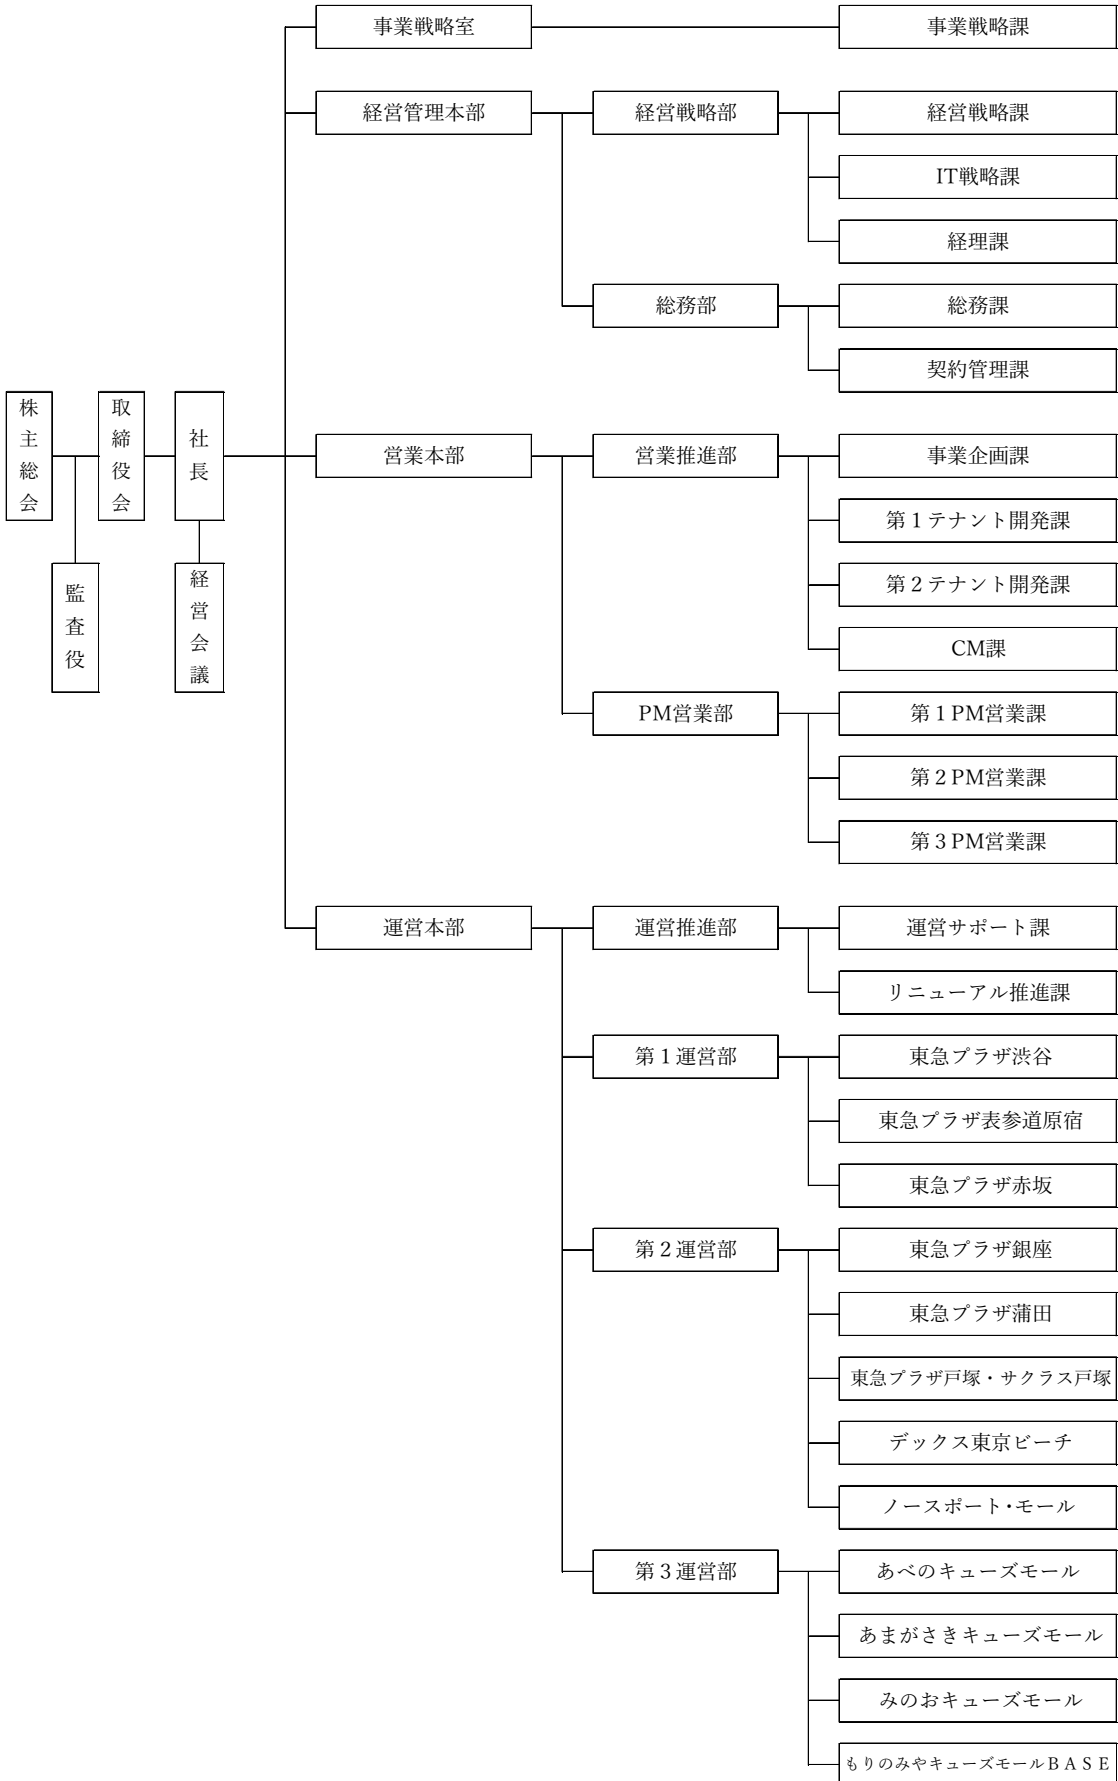 事業戦略室
事業戦略課
経営管理本部
経営戦略部
経営戦略課
IT戦略課
経理課
総務部
総務課
契約管理課
株主総会
取締役会
社長
監査役
経営会議
営業本部
営業推進部
事業企画課
第1テナント開発課
第2テナント開発課
CM課
PM営業部
第1PM営業課
第2PM営業課
第3PM営業課
運営本部
運営推進部
運営サポート課
リニューアル推進課
第1運営部
東急プラザ渋谷
東急プラザ表参道原宿
東急プラザ赤坂
第2運営部
東急プラザ銀座
東急プラザ蒲田
東急プラザ戸塚・サクラス戸塚
デックス東京ビーチ
ノースポート・モール
第3運営部
あべのキューズモール
あまがさきキューズモール
みのおキューズモール
もりのみやキューズモールBASE